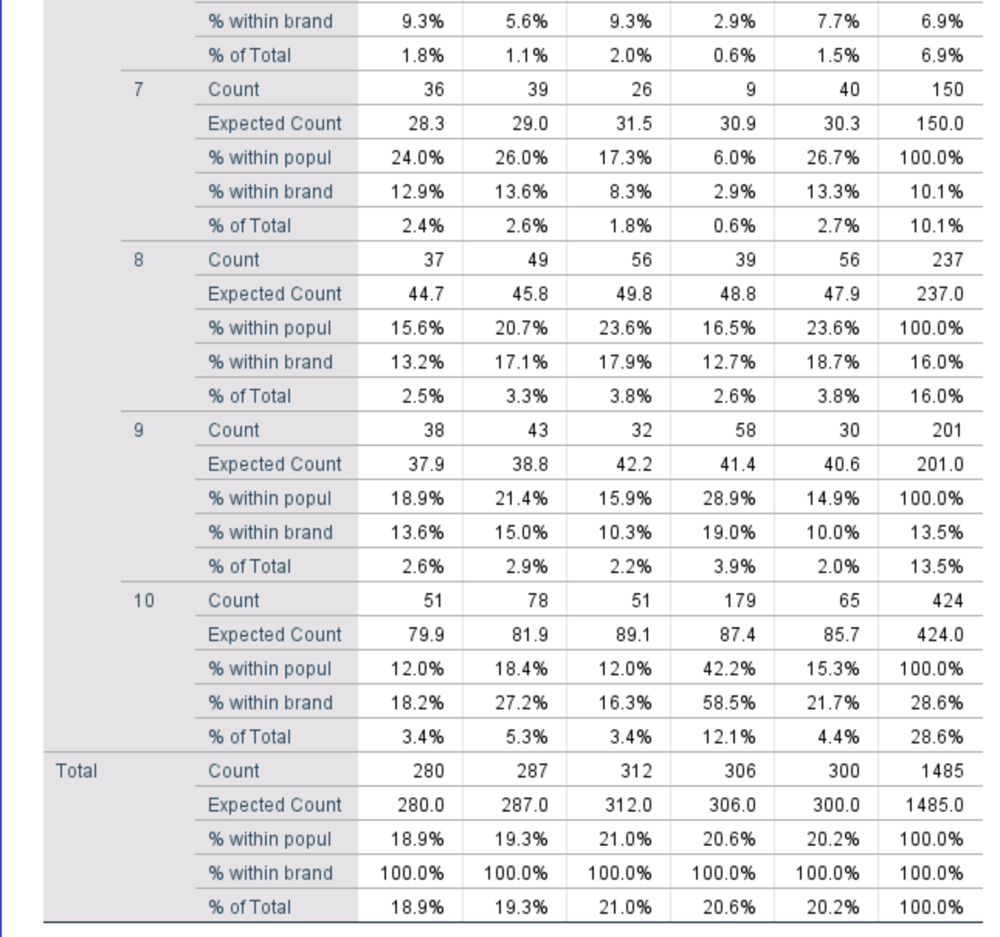 % within brand 9.3% 5.6% 9.3% 2.9% 7.7% 6.9%
% of Total 1.8% 1.1% 2.0% 0.6% 1.5% 6.9%
7 Count 36 39 26 9 40 150
Expected Count 28.3 29.0 31.5 30.9 30.3 150.0
% within popul 24.0% 26.0% 17.3% 6.0% 26.7% 100.0%
% within brand 12.9% 13.6% 8.3% 2.9% 13.3% 10.1%
% of Total 2.4% 2.6% 1.8% 0.6% 2.7% 10.1%
8 Count 37 49 56 39 56 237
Expected Count 44.7 45.8 49.8 48.8 47.9 237.0
% within popul 15.6% 20.7% 23.6% 16.5% 23.6% 100.0%
% within brand 13.2% 17.1% 17.9% 12.7% 18.7% 16.0%
% of Total 2.5% 3.3% 3.8% 2.6% 3.8% 16.0%
9 Count 38 43 32 58 30 201
Expected Count 37.9 38.8 42.2 41.4 40.6 201.0
% within popul 18.9% 21.4% 15.9% 28.9% 14.9% 100.0%
% within brand 13.6% 15.0% 10.3% 19.0% 10.0% 13.5%
% of Total 2.6% 2.9% 2.2% 3.9% 2.0% 13.5%
10 Count 51 78 51 179 65 424
Expected Count 79.9 81.9 89.1 87.4 85.7 424.0
% within popul 12.0% 18.4% 12.0% 42.2% 15.3% 100.0%
% within brand 18.2% 27.2% 16.3% 58.5% 21.7% 28.6%
% of Total 3.4% 5.3% 3.4% 12.1% 4.4% 28.6%
Total Count 280 287 312 306 300 1485
Expected Count 280.0 287.0 312.0 306.0 300.0 1485.0
% within popul 18.9% 19.3% 21.0% 20.6% 20.2% 100.0%
% within brand 100.0% 100.0% 100.0% 100.0% 100.0% 100.0%
% of Total 18.9% 19.3% 21.0% 20.6% 20.2% 100.0%